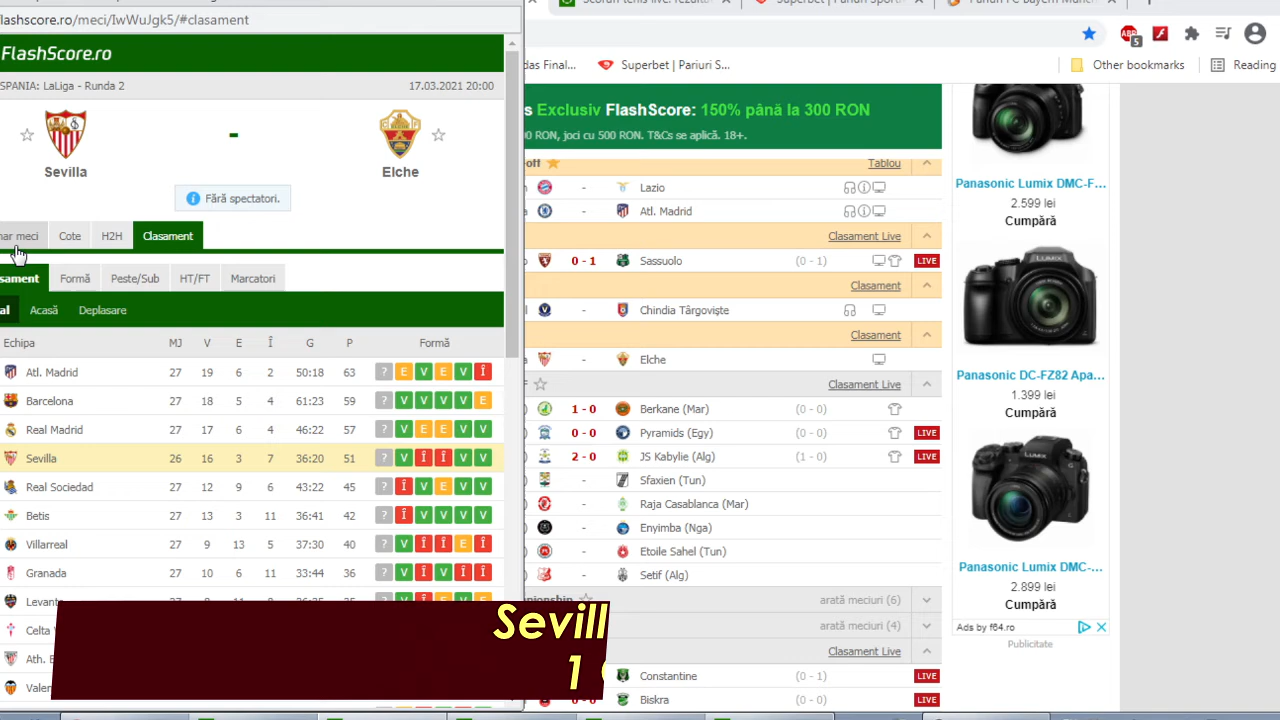 flashscore.ro/meci/IwWuJgk5/#clasament
FlashScore.ro
SPANIA: LaLiga - Runda 2
17.03.2021 20:00
Sevilla
-
Elche
Fără spectatori.
Cote H2H Clasament
Formă Peste/Sub HT/FT Marcatori
Acasă Deplasare
Echipa MJ V E Î G P Formă
Atl. Madrid 27 19 6 2 50:18 63 ? E V E V Î
Barcelona 27 18 5 4 61:23 59 ? V V V V E
Real Madrid 27 17 6 4 46:22 57 ? V E E V V
Sevilla 26 16 3 7 36:20 51 ? V Î Î V V
Real Sociedad 27 12 9 6 43:22 45 ? Î V E V V
Betis 27 13 3 11 36:41 42 ? Î V V V V
Villarreal 27 9 13 5 37:30 40 ? V Î Î E Î
Granada 27 10 6 11 33:44 36 ? V Î V Î Î
Levante
Celta
Ath.
Sevill
1
Superbet | Pariuri S...
Other bookmarks
Reading
5
Exclusiv FlashScore: 150% până la 300 RON
RON, joci cu 500 RON. T&Cs se aplică. 18+.
Tablou
- Lazio
- Atl. Madrid
Clasament Live
0 - 1 Sassuolo (0 - 1) LIVE
Clasament
- Chindia Târgoviște
Clasament
- Elche
Clasament Live
1 - 0 Berkane (Mar) (0 - 0)
0 - 0 Pyramids (Egy) (0 - 0) LIVE
2 - 0 JS Kabylie (Alg) (1 - 0) LIVE
- Sfaxien (Tun)
- Raja Casablanca (Mar)
- Enyimba (Nga)
- Etoile Sahel (Tun)
- Setif (Alg)
arată meciuri (6)
arată meciuri (4)
Clasament Live
Constantine (0 - 1) LIVE
Biskra (0 - 0) LIVE
Panasonic Lumix DMC-F...
2.599 lei
Cumpără
Panasonic DC-FZ82 Apa...
1.399 lei
Cumpără
Panasonic Lumix DMC-...
2.899 lei
Cumpără
Ads by f64.ro
Publicitate